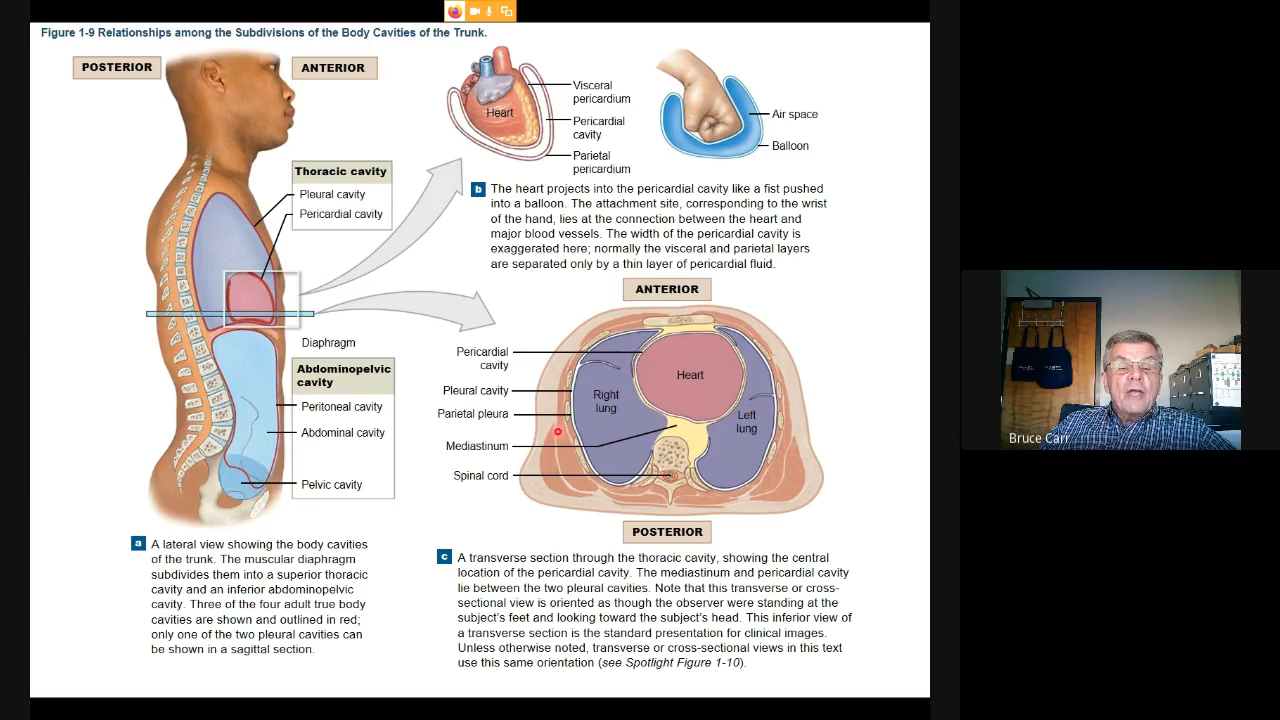 Figure 1-9 Relationships among the Subdivisions of the Body Cavities of the Trunk.
POSTERIOR
ANTERIOR
Thoracic cavity
Pleural cavity
Pericardial cavity
Diaphragm
Abdominopelvic
cavity
Peritoneal cavity
Abdominal cavity
Pelvic cavity
a A lateral view showing the body cavities
of the trunk. The muscular diaphragm
subdivides them into a superior thoracic
cavity and an inferior abdominopelvic
cavity. Three of the four adult true body
cavities are shown and outlined in red;
only one of the two pleural cavities can
be shown in a sagittal section.
Heart
Visceral
pericardium
Pericardial
cavity
Parietal
pericardium
Air space
Balloon
b The heart projects into the pericardial cavity like a fist pushed
into a balloon. The attachment site, corresponding to the wrist
of the hand, lies at the connection between the heart and
major blood vessels. The width of the pericardial cavity is
exaggerated here; normally the visceral and parietal layers
are separated only by a thin layer of pericardial fluid.
ANTERIOR
Pericardial
cavity
Pleural cavity
Parietal pleura
Mediastinum
Spinal cord
Right
lung
Heart
Left
lung
POSTERIOR
c A transverse section through the thoracic cavity, showing the central
location of the pericardial cavity. The mediastinum and pericardial cavity
lie between the two pleural cavities. Note that this transverse or cross-
sectional view is oriented as though the observer were standing at the
subject's feet and looking toward the subject's head. This inferior view of
a transverse section is the standard presentation for clinical images.
Unless otherwise noted, transverse or cross-sectional views in this text
use this same orientation (see Spotlight Figure 1-10).
Bruce Carr